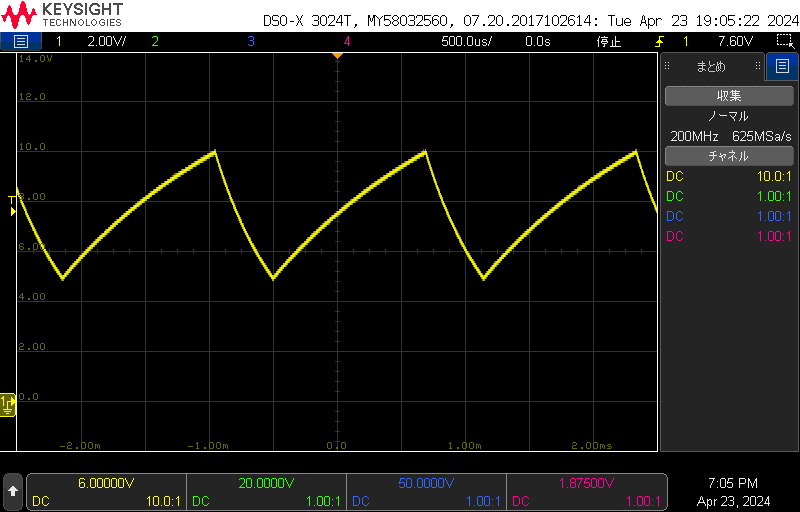 KEYSIGHT
TECHNOLOGIES
DSO-X 3024T, MY58032560, 07.20.2017102614: Tue Apr 23 19:05:22 2024
1 2.00V/ 2 3 4 500.0us/ 0.0s 停止 1 7.60V
14.0V
12.0
10.0
8.00
6.00
4.00
2.00
0.0
T
1
-2.00m -1.00m 0.0 1.00m 2.00ms
まとめ
収集
ノーマル
200MHz 625MSa/s
チャネル
DC 10.0:1
DC 1.00:1
DC 1.00:1
DC 1.00:1
6.00000V 20.0000V 50.0000V 1.87500V
DC 10.0:1 DC 1.00:1 DC 1.00:1 DC 1.00:1
7:05 PM
Apr 23, 2024